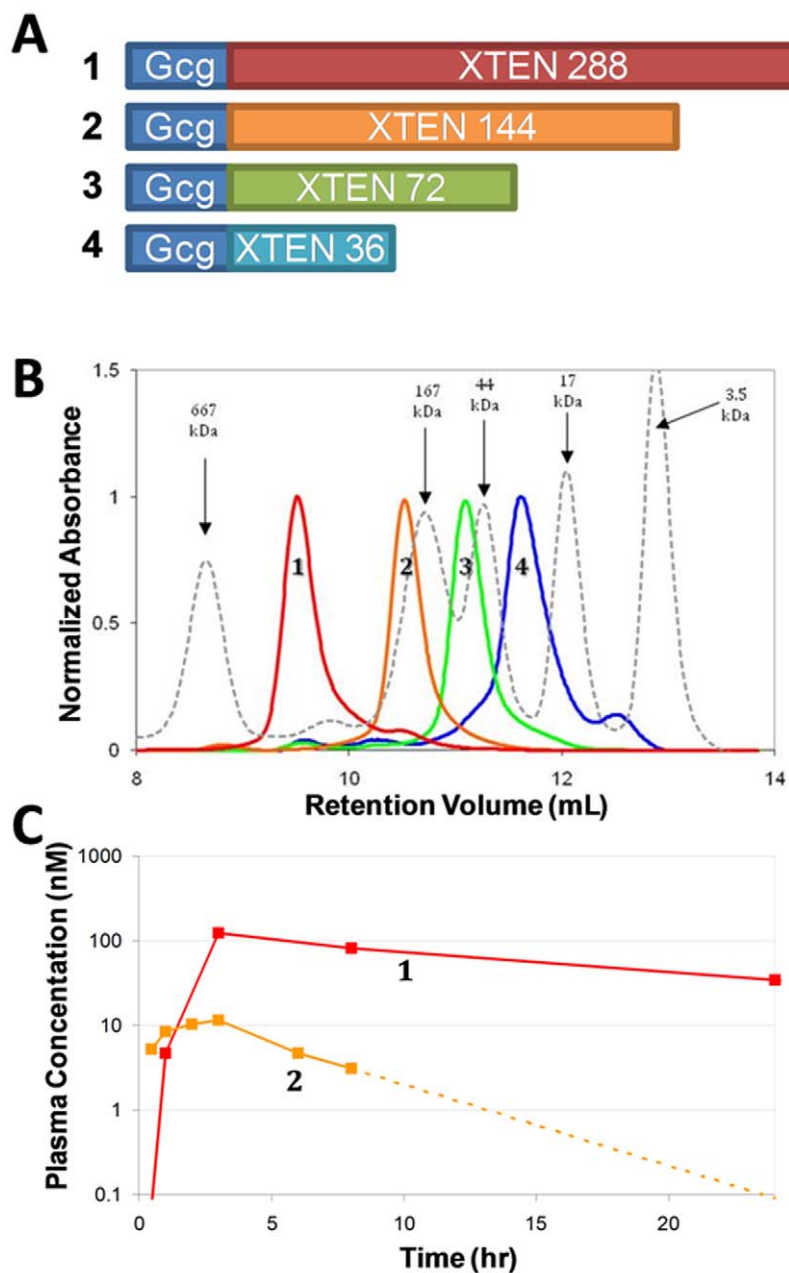 A
1 Gcg XTEN 288
2 Gcg XTEN 144
3 Gcg XTEN 72
4 Gcg XTEN 36
B
Normalized Absorbance
1.5
1
0.5
0
667
kDa
167
kDa
44
kDa
17
kDa
3.5
kDa
1 2 3 4
8 10 12 14
Retention Volume (mL)
C
Plasma Concentration (nM)
1000
100
10
1
0.1
1
2
0 5 10 15 20
Time (hr)